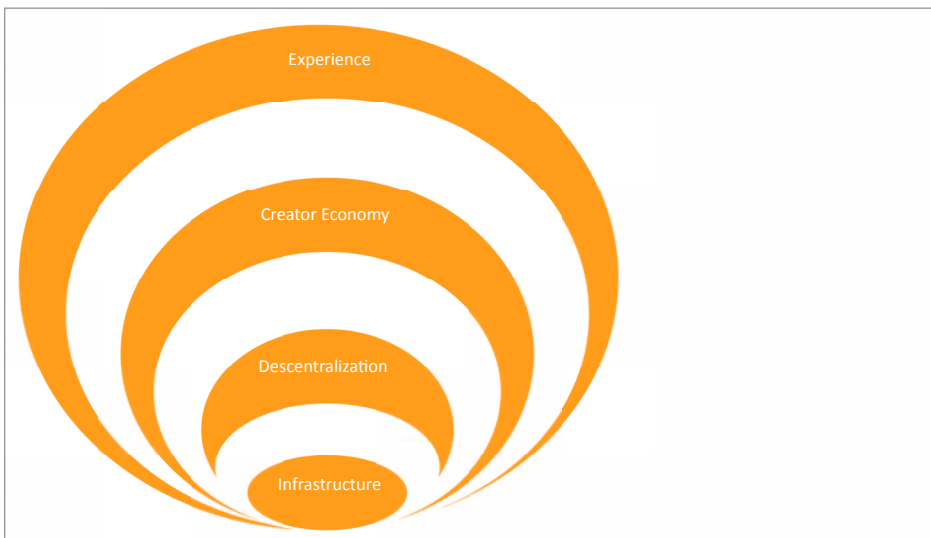 Experience
Creator Economy
Descentralization
Infrastructure